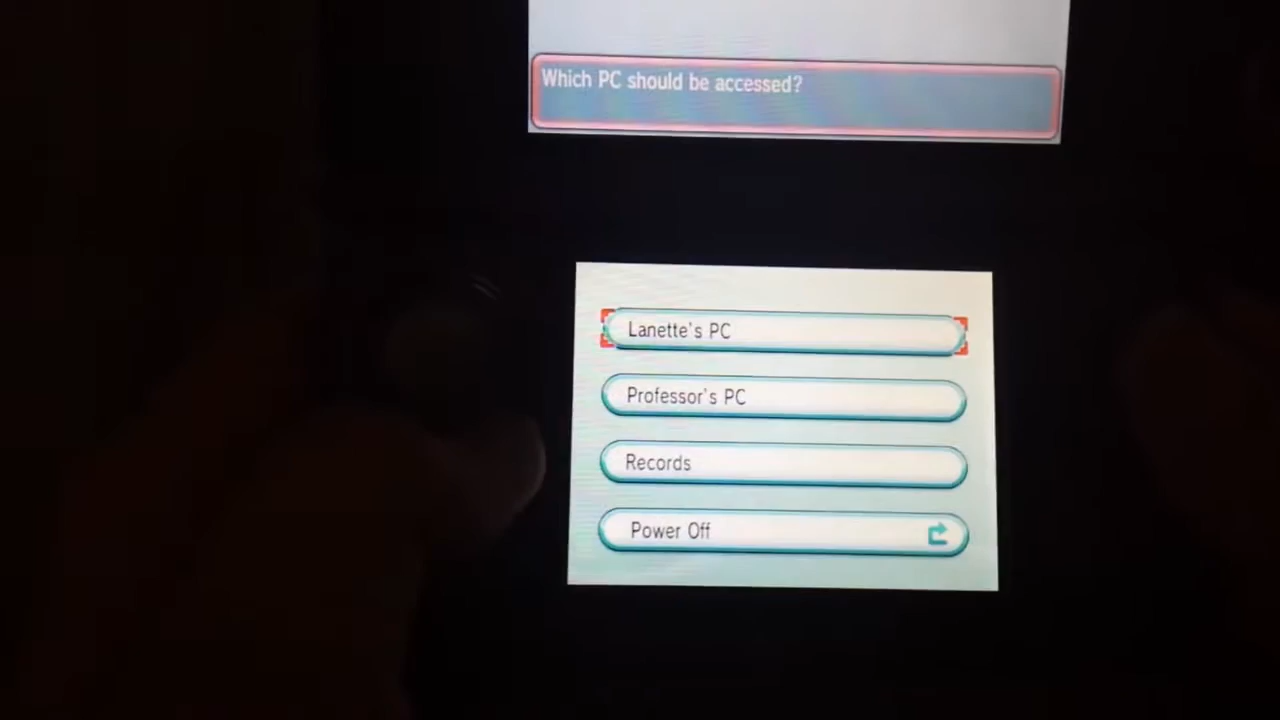 Which PC should be accessed?
Lanette's PC
Professor's PC
Records
Power Off